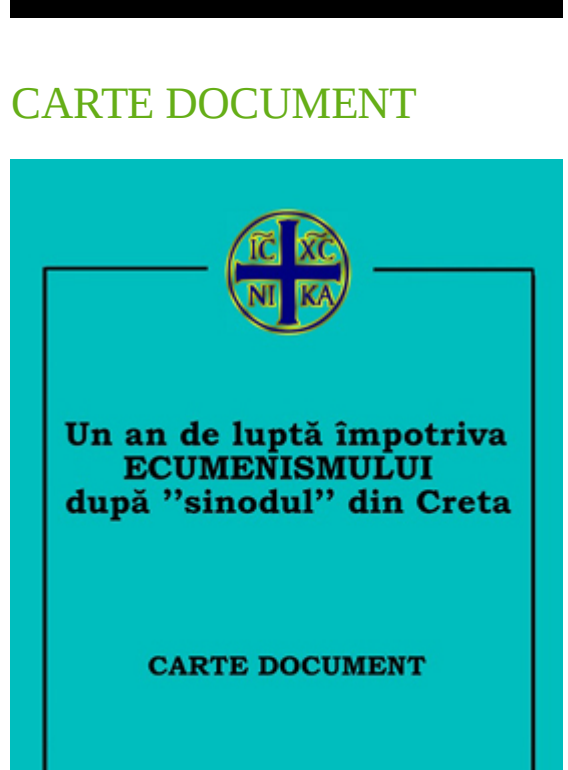 CARTE DOCUMENT
IC XC
NI KA
Un an de luptă împotriva
ECUMENISMULUI
după ’’sinodul’’ din Creta
CARTE DOCUMENT